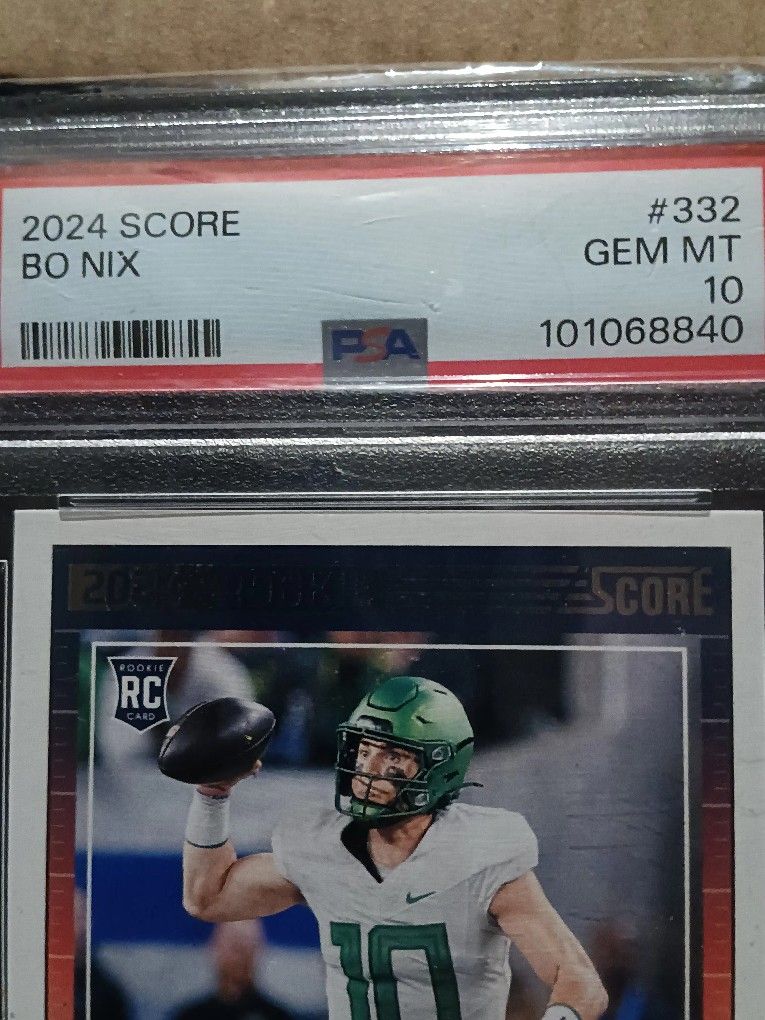 2024 SCORE
BO NIX
#332
GEM MT
10
101068840
PSA
SCORE
ROOKIE
RC
CARD
10